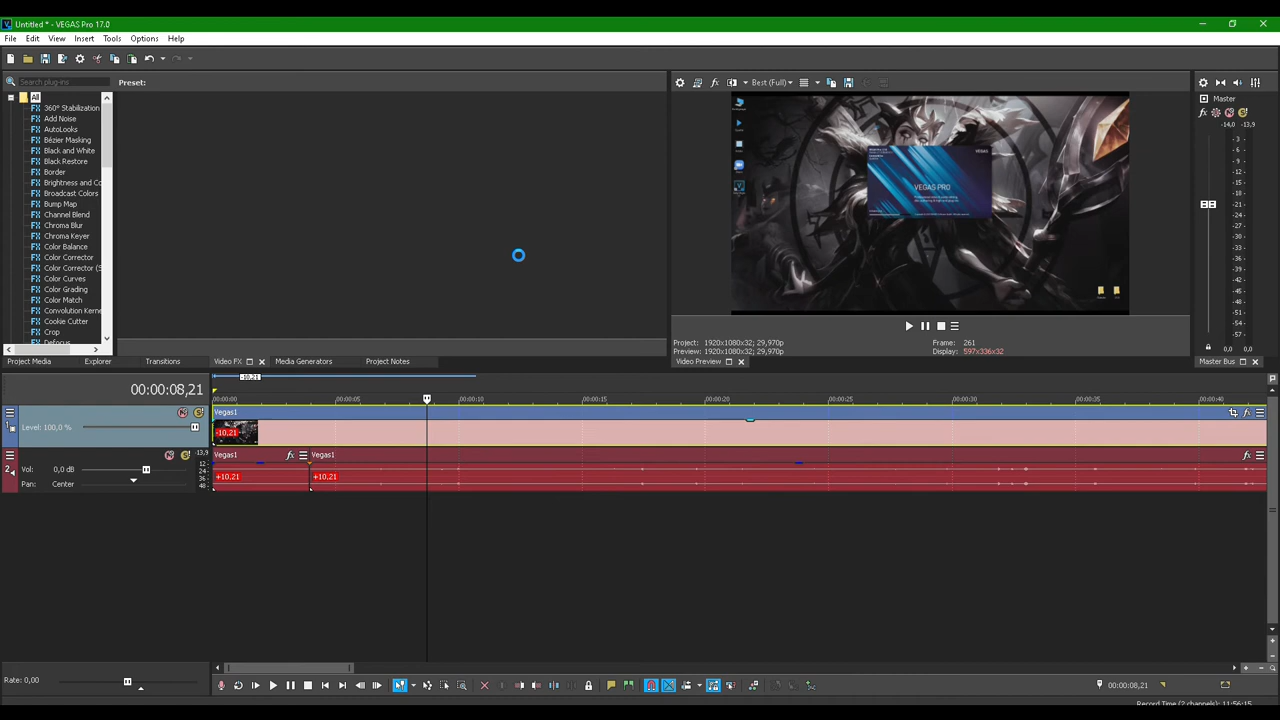 Untitled * - VEGAS Pro 17.0
File Edit View Insert Tools Options Help
Search plug-ins
Preset:
Best (Full)
All
360º Stabilization
Add Noise
AutoLooks
Bézier Masking
Black and White
Black Restore
Border
Brightness and Co
Broadcast Colors
Bump Map
Channel Blend
Chroma Blur
Chroma Keyer
Color Balance
Color Corrector
Color Corrector (S
Color Curves
Color Grading
Color Match
Convolution Kerne
Cookie Cutter
Crop
Defocus
VEGAS
VEGAS PRO
Master
-14,0 -13,9
-3 -
-6 -
-9 -
-12 -
-15 -
-18 -
-21 -
-24 -
-27 -
-30 -
-33 -
-36 -
-39 -
-42 -
-45 -
-48 -
-51 -
-54 -
-57 -
0,0 0,0
Project: 1920x1080x32; 29,970p
Frame: 261
Preview: 1920x1080x32; 29,970p
Display: 597x336x32
Project Media Explorer Transitions Video FX Media Generators Project Notes Video Preview Master Bus
-10,21
00:00:08,21
00:00:00 00:00:05 00:00:10 00:00:15 00:00:20 00:00:25 00:00:30 00:00:35 00:00:40
1
Level: 100,0 %
Vegas1
-10,21
2
Vol: 0,0 dB
Pan: Center
-13,9
12 -
24 -
36 -
48 -
Vegas1 fx Vegas1 fx
+10,21 +10,21
Rate: 0,00
00:00:08,21
Record Time (2 channels): 11:56:15